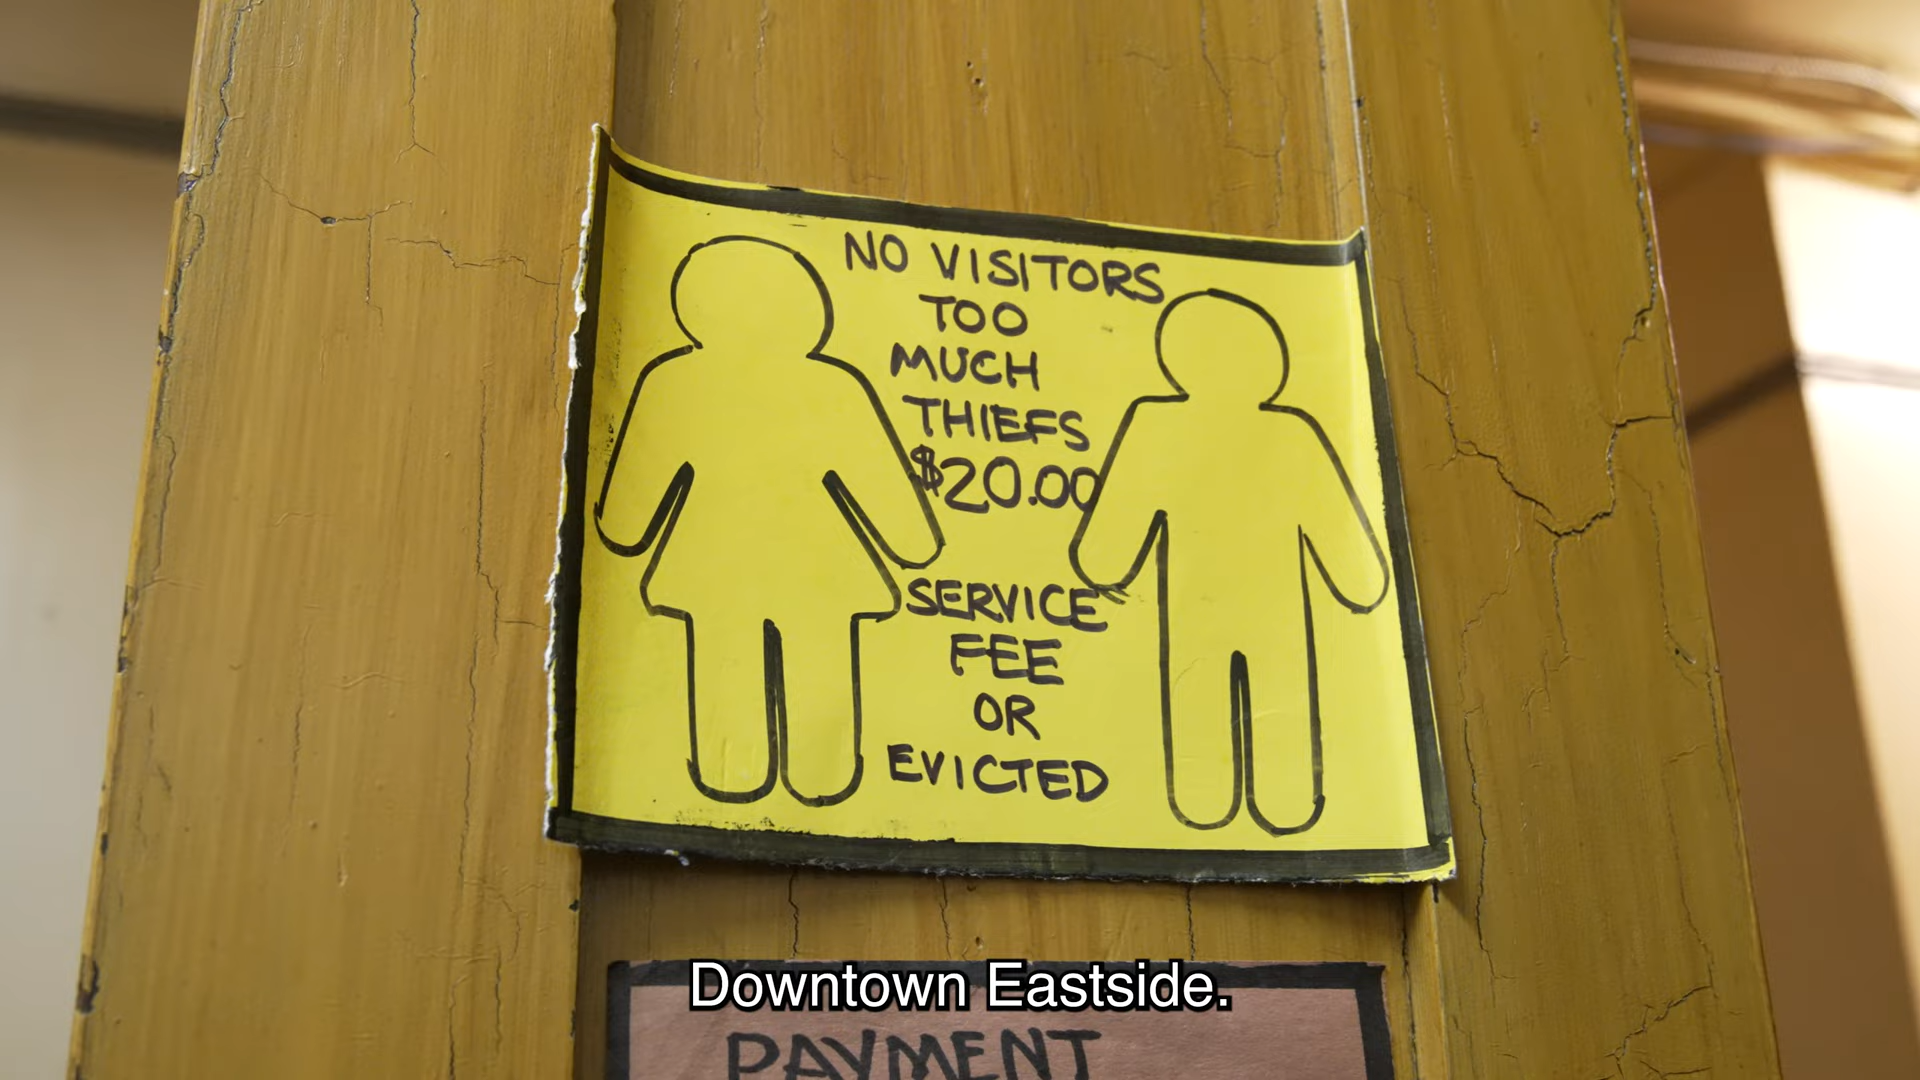 NO VISITORS
TOO
MUCH
THIEFS
$20.00
SERVICE
FEE
OR
EVICTED
Downtown Eastside.
PAYMENT